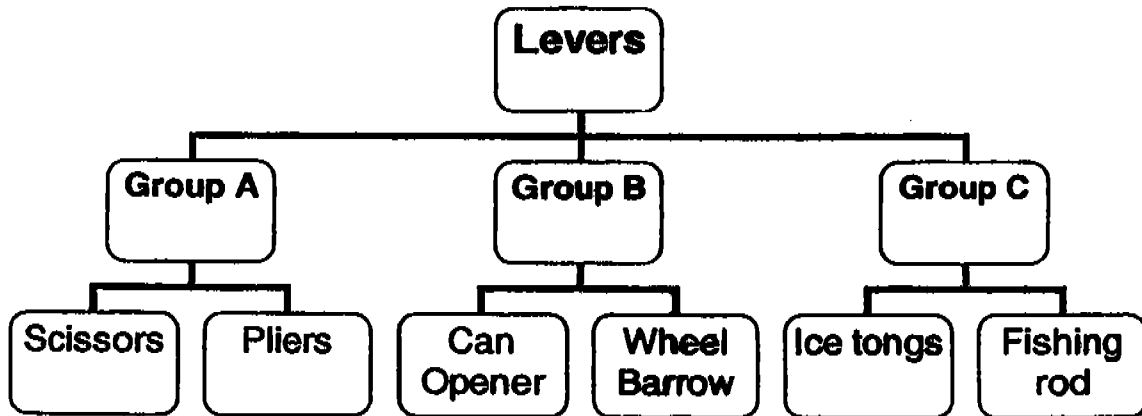 Levers
Group A
Group B
Group C
Scissors
Pliers
Can
Opener
Wheel
Barrow
Ice tongs
Fishing
rod